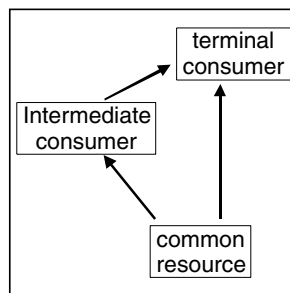 terminal
consumer
Intermediate
consumer
common
resource